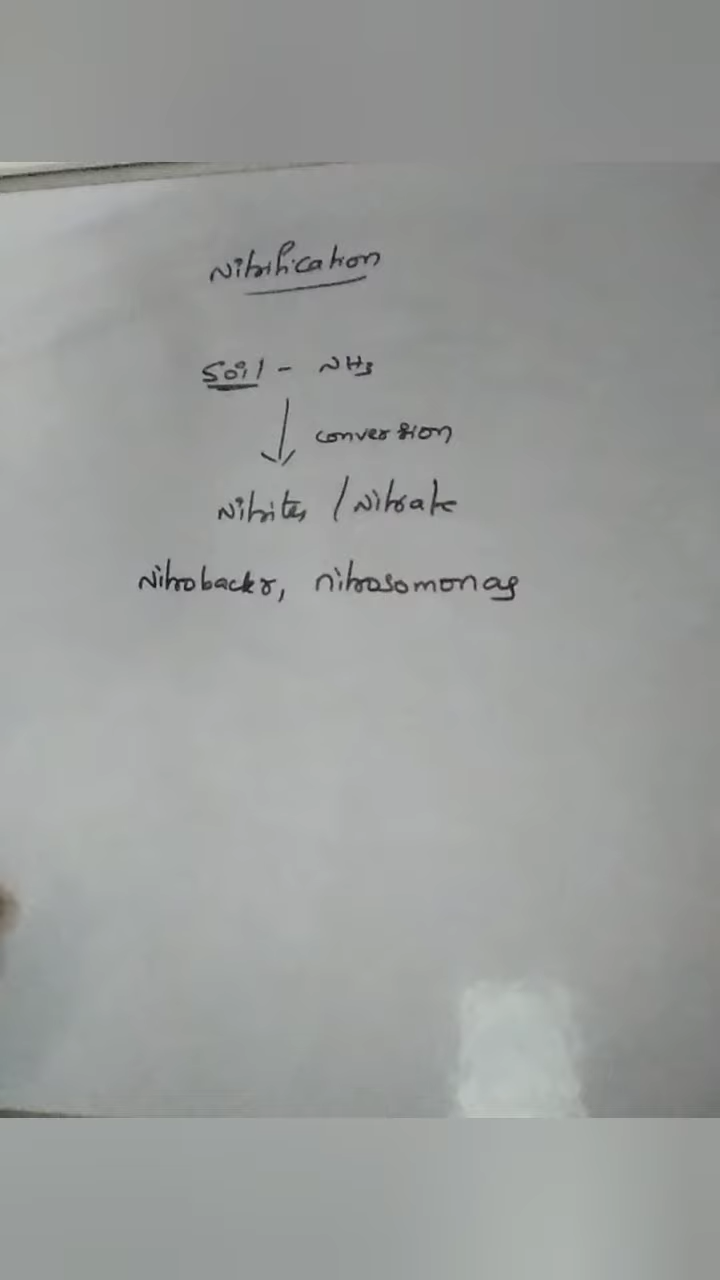 Nitrification
Soil - NH3
conversion
Nitrites / Nitrate
Nitrobacter, nitrosomonas